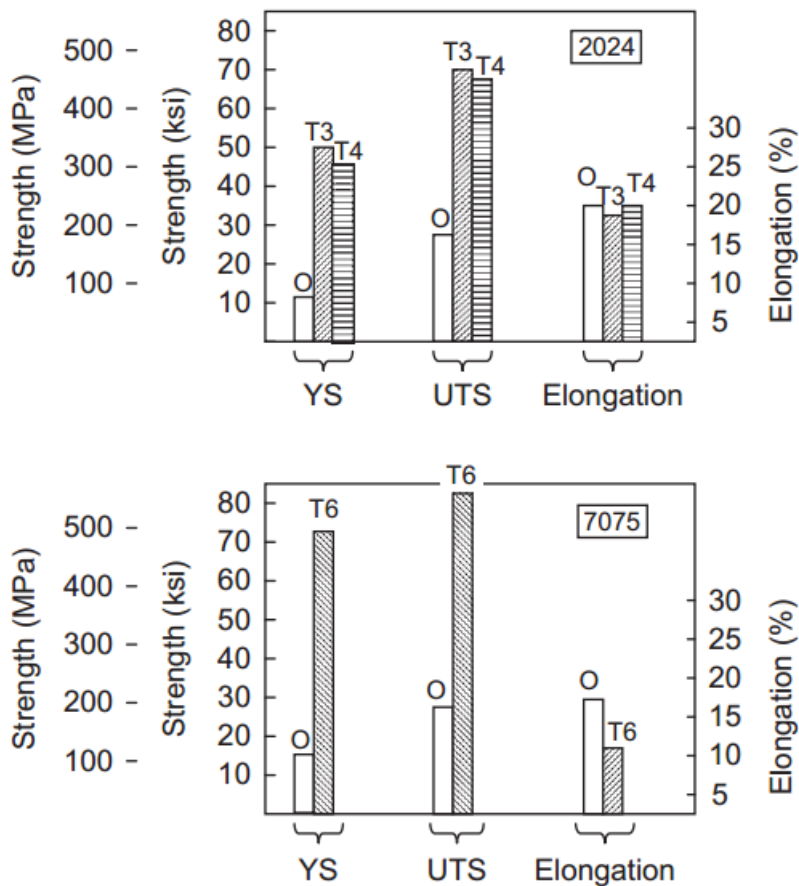 Strength (MPa)
500
400
300
200
100
Strength (ksi)
80
70
60
50
40
30
20
10
2024
O
T3
T4
O
T3
T4
O
T3
T4
30
25
20
15
10
5
Elongation (%)
YS
UTS
Elongation
Strength (MPa)
500
400
300
200
100
Strength (ksi)
80
70
60
50
40
30
20
10
7075
O
T6
O
T6
O
T6
30
25
20
15
10
5
Elongation (%)
YS
UTS
Elongation